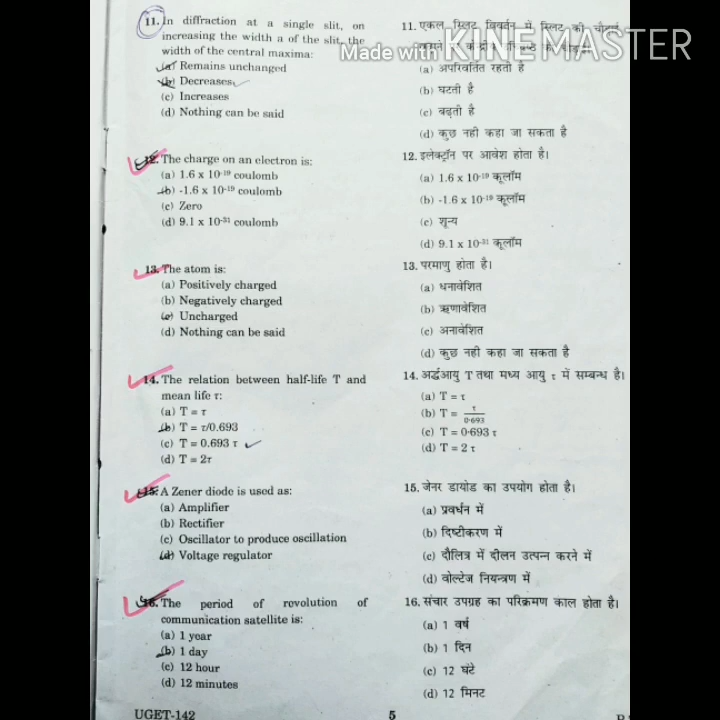 Made with KINEMASTER
11. In diffraction at a single slit, on
increasing the width a of the slit, the
width of the central maxima:
(a) Remains unchanged
(b) Decreases
(c) Increases
(d) Nothing can be said
12. The charge on an electron is:
(a) 1.6 x 10⁻¹⁹ coulomb
(b) -1.6 x 10⁻¹⁹ coulomb
(c) Zero
(d) 9.1 x 10⁻³¹ coulomb
13. The atom is:
(a) Positively charged
(b) Negatively charged
(c) Uncharged
(d) Nothing can be said
14. The relation between half-life T and
mean life τ:
(a) T = τ
(b) T = τ/0.693
(c) T = 0.693 τ
(d) T = 2τ
15. A Zener diode is used as:
(a) Amplifier
(b) Rectifier
(c) Oscillator to produce oscillation
(d) Voltage regulator
16. The period of revolution of
communication satellite is:
(a) 1 year
(b) 1 day
(c) 12 hour
(d) 12 minutes
UGET-142
5
11. एकल स्लिट विवर्तन में स्लिट की
(a) अपरिवर्तित रहती है
(b) घटती है
(c) बढ़ती है
(d) कुछ नही कहा जा सकता है
12. इलेक्ट्रॉन पर आवेश होता है।
(a) 1.6 x 10⁻¹⁹ कूलॉम
(b) -1.6 x 10⁻¹⁹ कूलॉम
(c) शून्य
(d) 9.1 x 10⁻³¹ कूलॉम
13. परमाणु होता है।
(a) धनावेशित
(b) ऋणावेशित
(c) अनावेशित
(d) कुछ नही कहा जा सकता है
14. अर्द्धआयु T तथा मध्य आयु τ में सम्बन्ध है।
(a) T = τ
(b) T = τ/0·693
(c) T = 0·693 τ
(d) T = 2 τ
15. जेनर डायोड का उपयोग होता है।
(a) प्रवर्धन में
(b) दिष्टीकरण में
(c) दौलित्र में दोलन उत्पन्न करने में
(d) वोल्टेज नियन्त्रण में
16. संचार उपग्रह का परिक्रमण काल होता है।
(a) 1 वर्ष
(b) 1 दिन
(c) 12 घंटे
(d) 12 मिनट